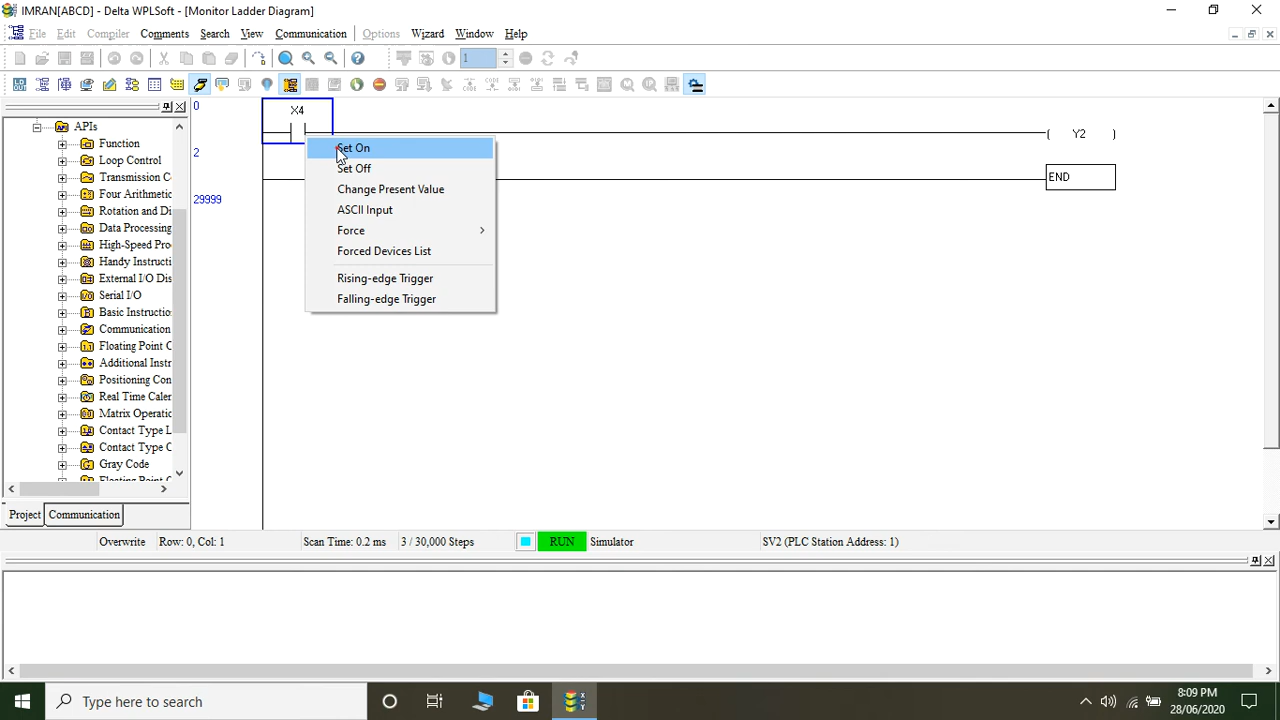 IMRAN[ABCD] - Delta WPLSoft - [Monitor Ladder Diagram]
File Edit Compiler Comments Search View Communication Options Wizard Window Help
1
APIs
Function
Loop Control
Transmission C
Four Arithmetic
Rotation and Di
Data Processing
High-Speed Pro
Handy Instructi
External I/O Dis
Serial I/O
Basic Instructio
Communication
Floating Point C
Additional Instr
Positioning Con
Real Time Caler
Matrix Operatio
Contact Type L
Contact Type C
Gray Code
Floating Point C
Project Communication
0
2
29999
X4
Y2
END
Set On
Set Off
Change Present Value
ASCII Input
Force
Forced Devices List
Rising-edge Trigger
Falling-edge Trigger
Overwrite Row: 0, Col: 1 Scan Time: 0.2 ms 3 / 30,000 Steps RUN Simulator SV2 (PLC Station Address: 1)
Type here to search
8:09 PM
28/06/2020